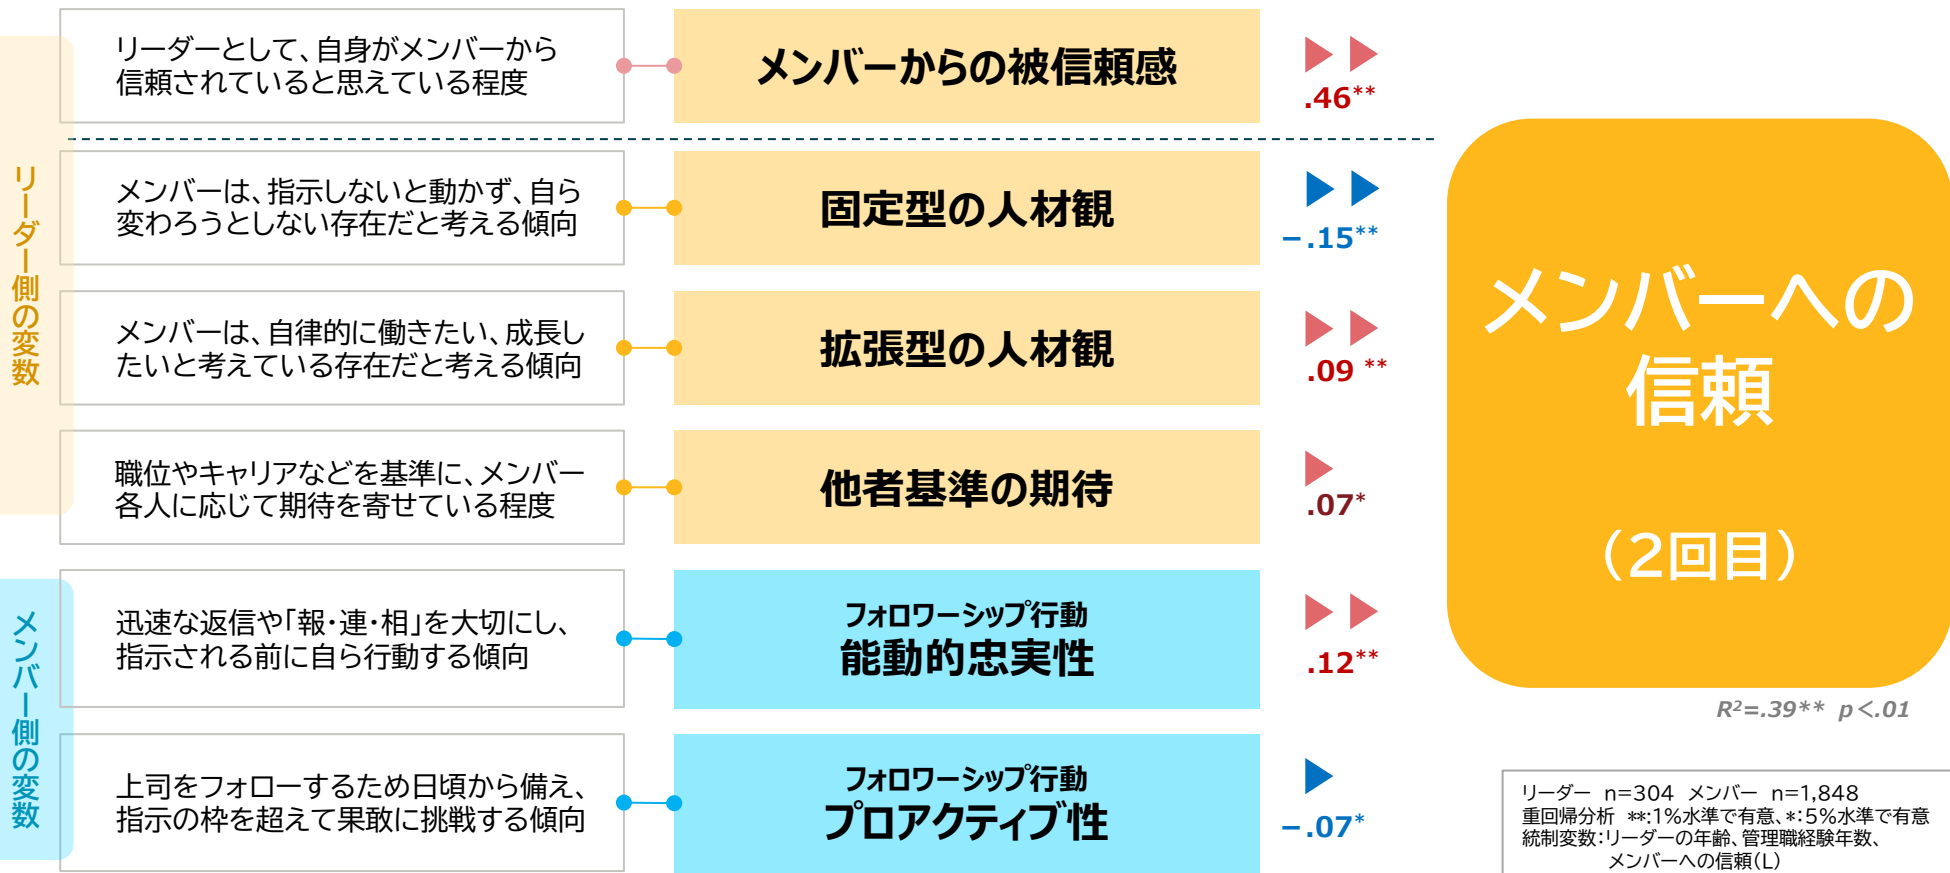 リーダー側の変数
リーダーとして、自身がメンバーから
信頼されていると思えている程度
メンバーからの被信頼感
.46**
メンバーは、指示しないと動かず、自ら
変わろうとしない存在だと考える傾向
固定型の人材観
−.15**
メンバーは、自律的に働きたい、成長し
たいと考えている存在だと考える傾向
拡張型の人材観
.09 **
職位やキャリアなどを基準に、メンバー
各人に応じて期待を寄せている程度
他者基準の期待
.07*
メンバー側の変数
迅速な返信や「報・連・相」を大切にし、
指示される前に自ら行動する傾向
フォロワーシップ行動
能動的忠実性
.12**
上司をフォローするため日頃から備え、
指示の枠を超えて果敢に挑戦する傾向
フォロワーシップ行動
プロアクティブ性
−.07*
メンバーへの
信頼
（2回目）
R²=.39** p<.01
リーダー n=304 メンバー n=1,848
重回帰分析 **:1%水準で有意、*:5%水準で有意
統制変数：リーダーの年齢、管理職経験年数、
メンバーへの信頼(L)